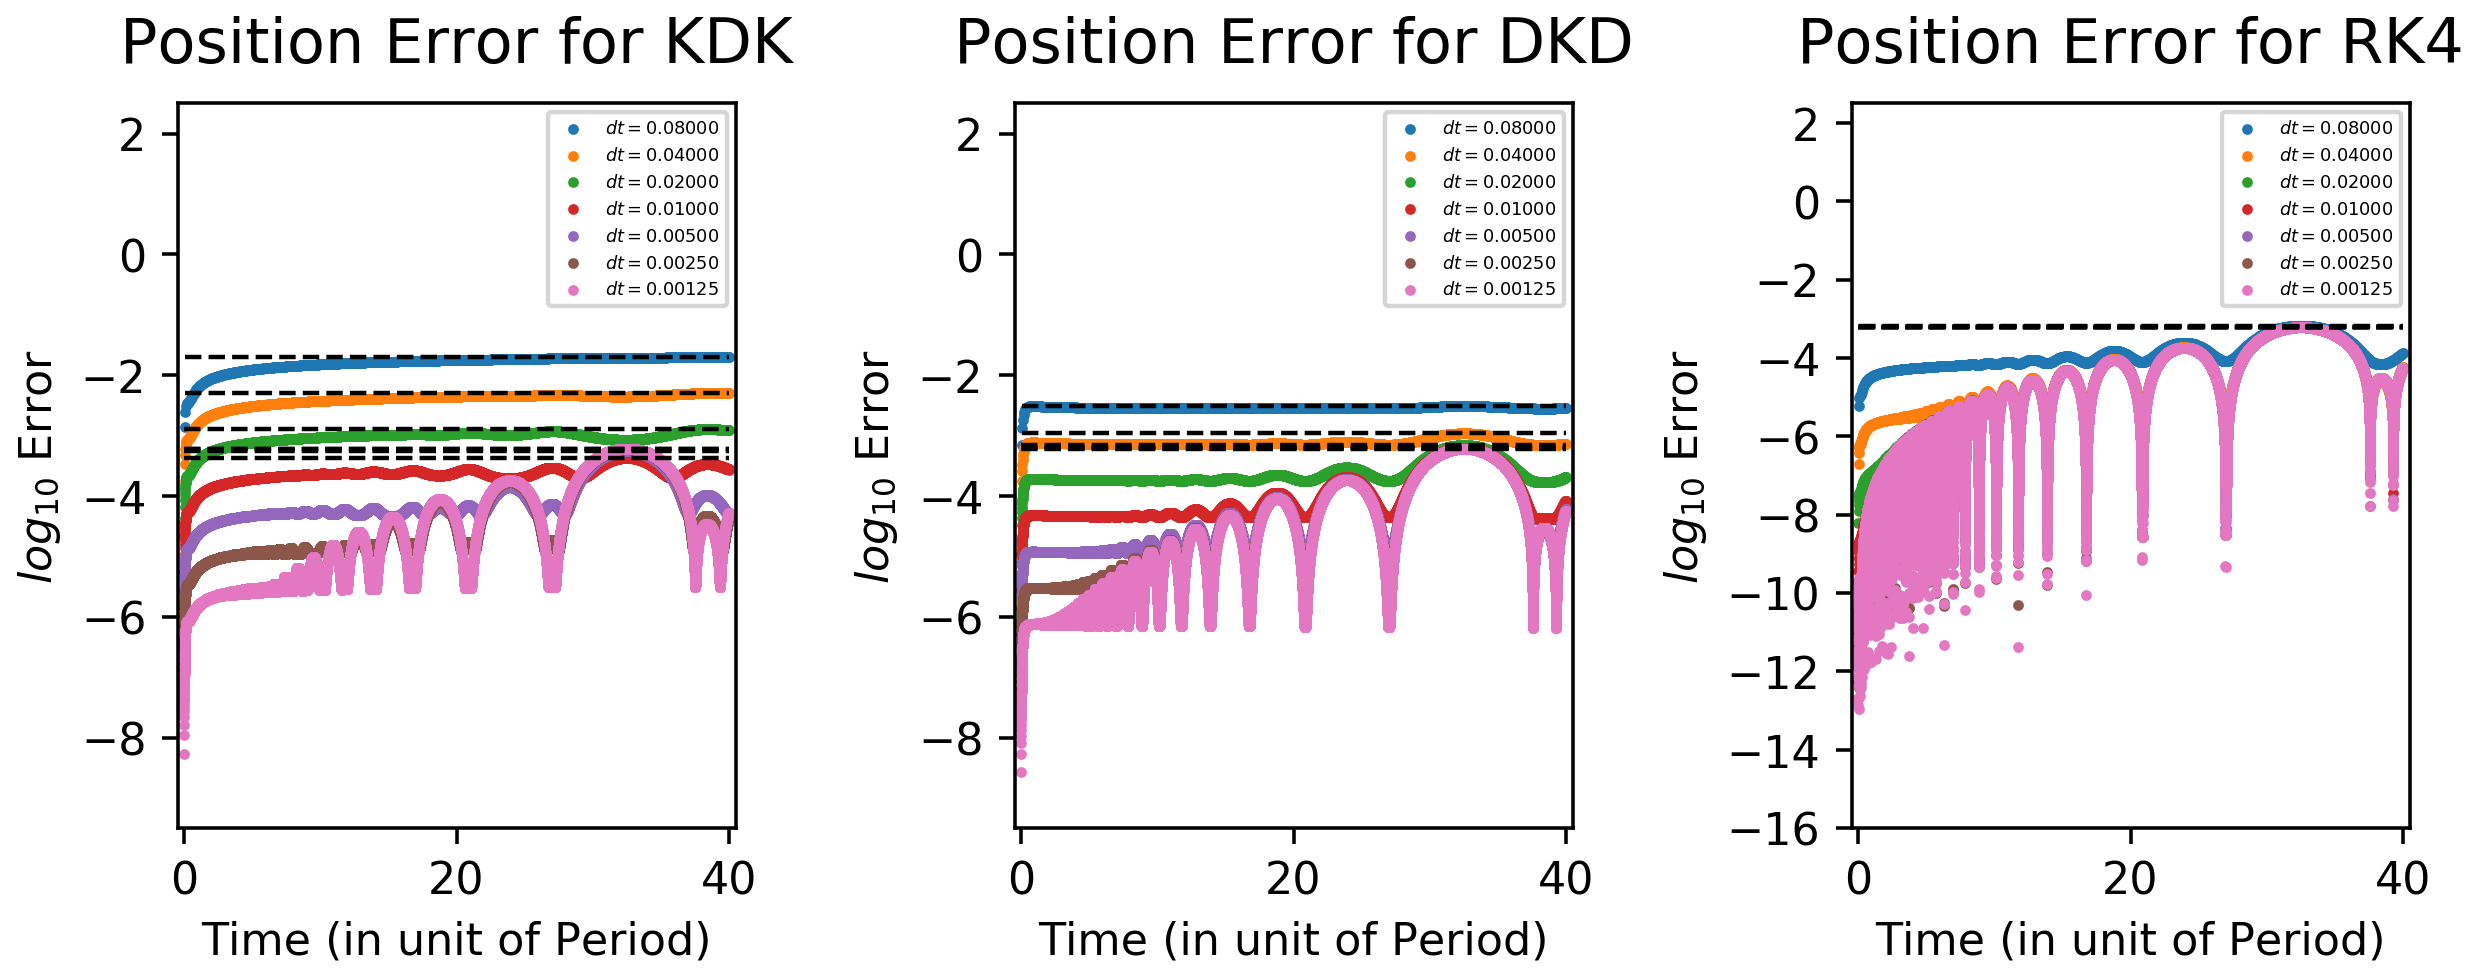 Position Error for KDK
Position Error for DKD
Position Error for RK4
log10 Error
2
0
−2
−4
−6
−8
dt = 0.08000
dt = 0.04000
dt = 0.02000
dt = 0.01000
dt = 0.00500
dt = 0.00250
dt = 0.00125
0
20
40
Time (in unit of Period)
log10 Error
2
0
−2
−4
−6
−8
dt = 0.08000
dt = 0.04000
dt = 0.02000
dt = 0.01000
dt = 0.00500
dt = 0.00250
dt = 0.00125
0
20
40
Time (in unit of Period)
log10 Error
2
0
−2
−4
−6
−8
−10
−12
−14
−16
dt = 0.08000
dt = 0.04000
dt = 0.02000
dt = 0.01000
dt = 0.00500
dt = 0.00250
dt = 0.00125
0
20
40
Time (in unit of Period)